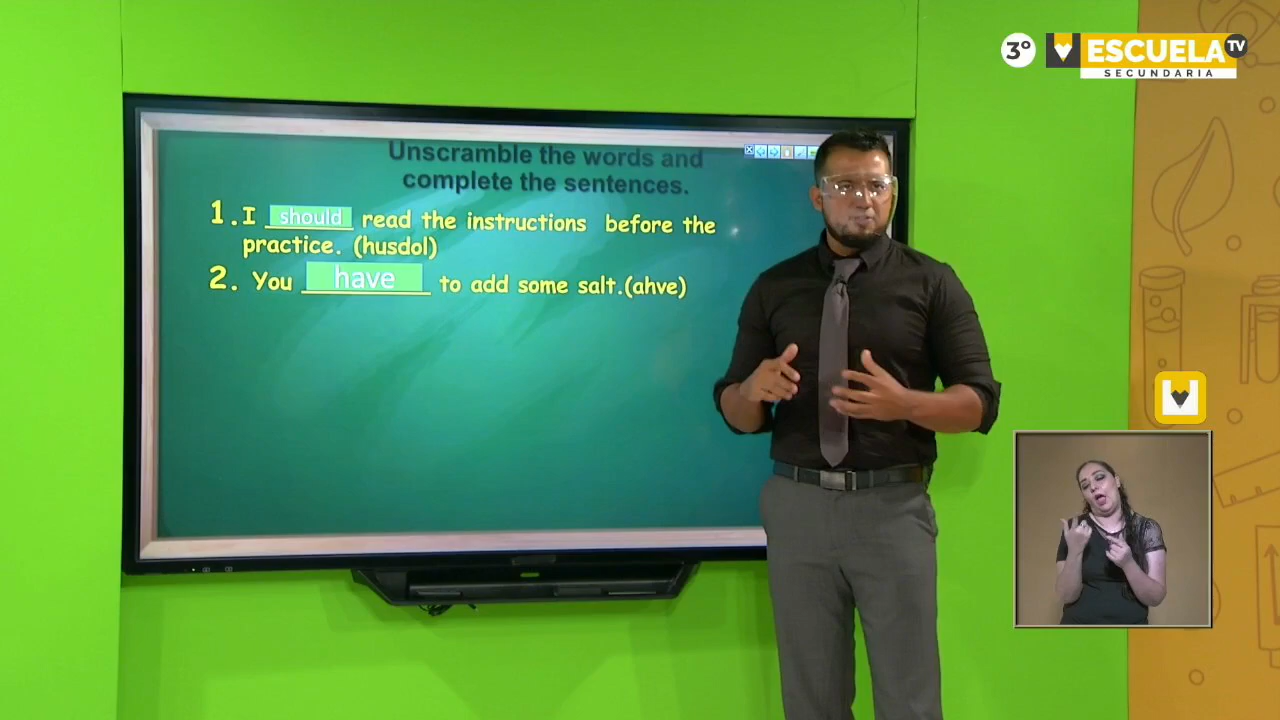 3º
ESCUELA TV
SECUNDARIA
Unscramble the words and
complete the sentences.
1. I should read the instructions before the
practice. (husdol)
2. You have to add some salt.(ahve)